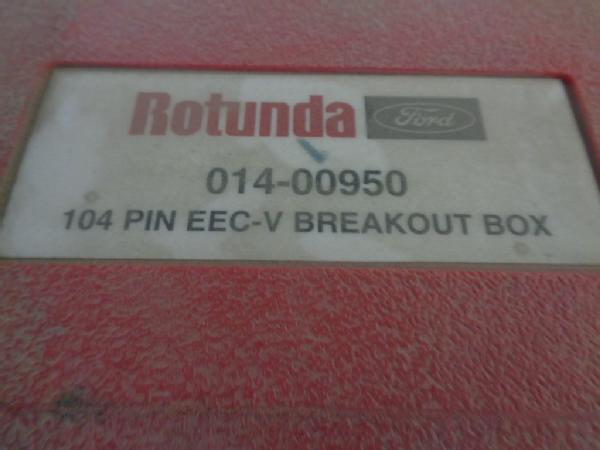 Rotunda Ford
014-00950
104 PIN EEC-V BREAKOUT BOX